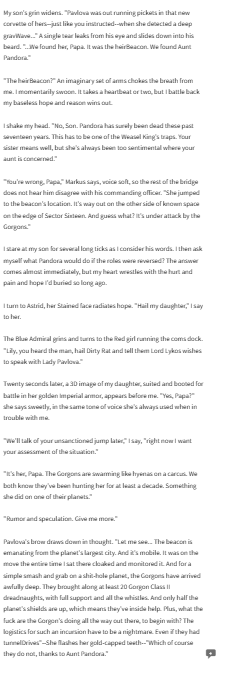 My son's grin widens. "Pavlova was out running pickets in that new
corvette of hers—just like you instructed—when she detected a deep
gravWave..." A single tear leaks from his eye and slides down into his
beard. "...We found her, Papa. It was the heirBeacon. We found Aunt
Pandora."
"The heirBeacon?" An imaginary set of arms chokes the breath from
me. I momentarily swoon. It takes a heartbeat or two, but I battle back
my baseless hope and reason wins out.
I shake my head. "No, Son. Pandora has surely been dead these past
seventeen years. This has to be one of the Weasel King's traps. Your
sister means well, but she's always been too sentimental where your
aunt is concerned."
"You're wrong, Papa," Markus says, voice soft, so the rest of the bridge
does not hear him disagree with his commanding officer. "She jumped
to the beacon's location. It's way out on the other side of known space
on the edge of Sector Sixteen. And guess what? It's under attack by the
Gorgons."
I stare at my son for several long ticks as I consider his words. I then ask
myself what Pandora would do if the roles were reversed? The answer
comes almost immediately, but my heart wrestles with the hurt and
pain and hope I'd buried so long ago.
I turn to Astrid, her Stained face radiates hope. "Hail my daughter," I say
to her.
The Blue Admiral grins and turns to the Red girl running the coms dock.
"Lily, you heard the man, hail Dirty Rat and tell them Lord Lykos wishes
to speak with Lady Pavlova."
Twenty seconds later, a 3D image of my daughter, suited and booted for
battle in her golden Imperial armor, appears before me. "Yes, Papa?"
she says sweetly, in the same tone of voice she's always used when in
trouble with me.
"We'll talk of your unsanctioned jump later," I say, "right now I want
your assessment of the situation."
"It's her, Papa. The Gorgons are swarming like hyenas on a carcus. We
both know they've been hunting her for at least a decade. Something
she did on one of their planets."
"Rumor and speculation. Give me more."
Pavlova's brow draws down in thought. "Let me see... The beacon is
emanating from the planet's largest city. And it's mobile. It was on the
move the entire time I sat there cloaked and monitored it. And for a
simple smash and grab on a shit-hole planet, the Gorgons have arrived
awfully deep. They brought along at least 20 Gorgon Class II
dreadnaughts, with full support and all the whistles. And only half the
planet's shields are up, which means they've inside help. Plus, what the
fuck are the Gorgon's doing all the way out there, to begin with? The
logistics for such an incursion have to be a nightmare. Even if they had
tunnelDrives"—She flashes her gold-capped teeth—"Which of course
they do not, thanks to Aunt Pandora."